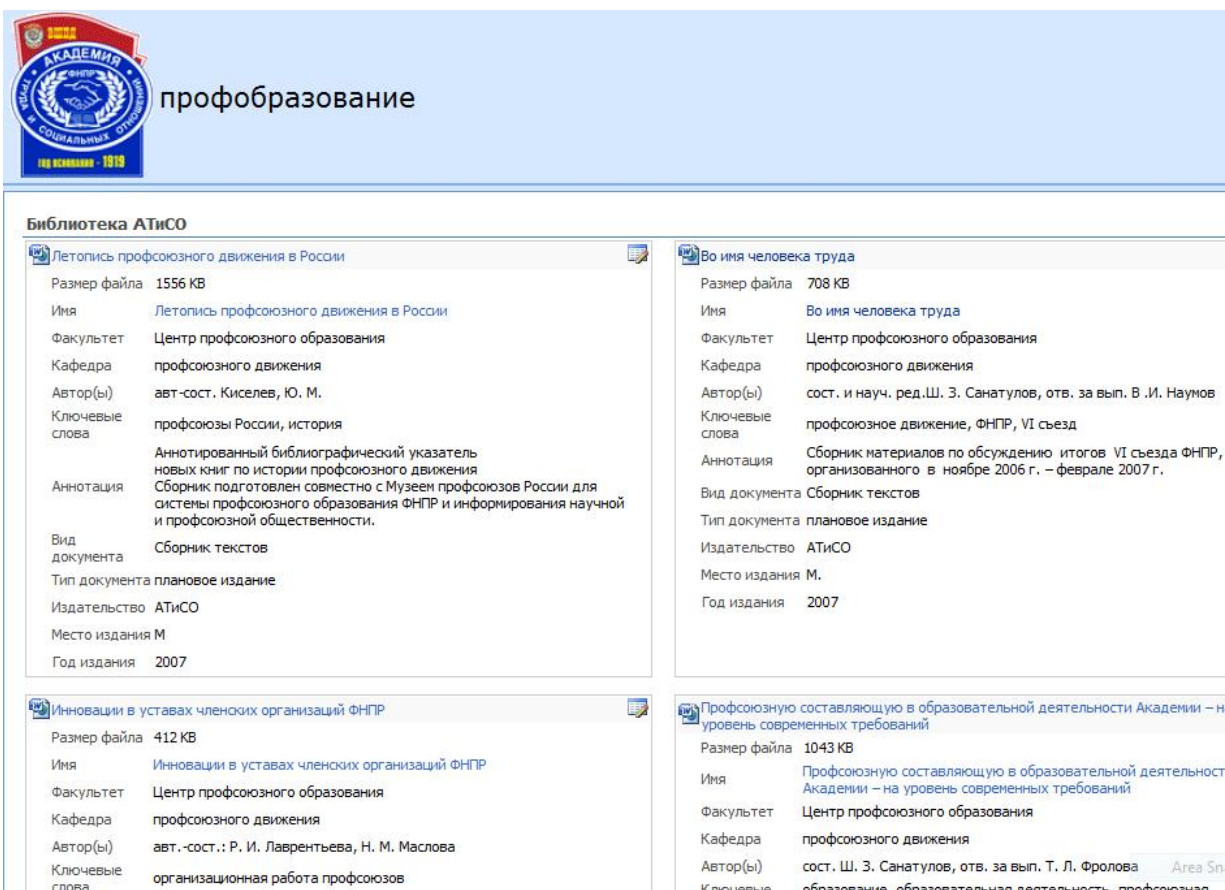 ВШПД
АКАДЕМИЯ
ФНПР
ТРУДА И СОЦИАЛЬНЫХ ОТНОШЕНИЙ
ГОД ОСНОВАНИЯ - 1919
профобразование
Библиотека АТиСО
Летопись профсоюзного движения в России
Размер файла 1556 KB
Имя Летопись профсоюзного движения в России
Факультет Центр профсоюзного образования
Кафедра профсоюзного движения
Автор(ы) авт-сост. Киселев, Ю. М.
Ключевые
слова профсоюзы России, история
Аннотированный библиографический указатель
новых книг по истории профсоюзного движения
Аннотация Сборник подготовлен совместно с Музеем профсоюзов России для
системы профсоюзного образования ФНПР и информирования научной
и профсоюзной общественности.
Вид
документа Сборник текстов
Тип документа плановое издание
Издательство АТиСО
Место издания М
Год издания 2007
Во имя человека труда
Размер файла 708 KB
Имя Во имя человека труда
Факультет Центр профсоюзного образования
Кафедра профсоюзного движения
Автор(ы) сост. и науч. ред.Ш. З. Санатулов, отв. за вып. В .И. Наумов
Ключевые
слова профсоюзное движение, ФНПР, VI съезд
Аннотация Сборник материалов по обсуждению итогов VI съезда ФНПР,
организованного в ноябре 2006 г. – феврале 2007 г.
Вид документа Сборник текстов
Тип документа плановое издание
Издательство АТиСО
Место издания М.
Год издания 2007
Инновации в уставах членских организаций ФНПР
Размер файла 412 KB
Имя Инновации в уставах членских организаций ФНПР
Факультет Центр профсоюзного образования
Кафедра профсоюзного движения
Автор(ы) авт.-сост.: Р. И. Лаврентьева, Н. М. Маслова
Ключевые
слова организационная работа профсоюзов
Профсоюзную составляющую в образовательной деятельности Академии – н
уровень современных требований
Размер файла 1043 KB
Имя Профсоюзную составляющую в образовательной деятельност
Академии – на уровень современных требований
Факультет Центр профсоюзного образования
Кафедра профсоюзного движения
Автор(ы) сост. Ш. З. Санатулов, отв. за вып. Т. Л. Фролова
Area Sn
Ключевые образование, образовательная деятельность, профсоюзная